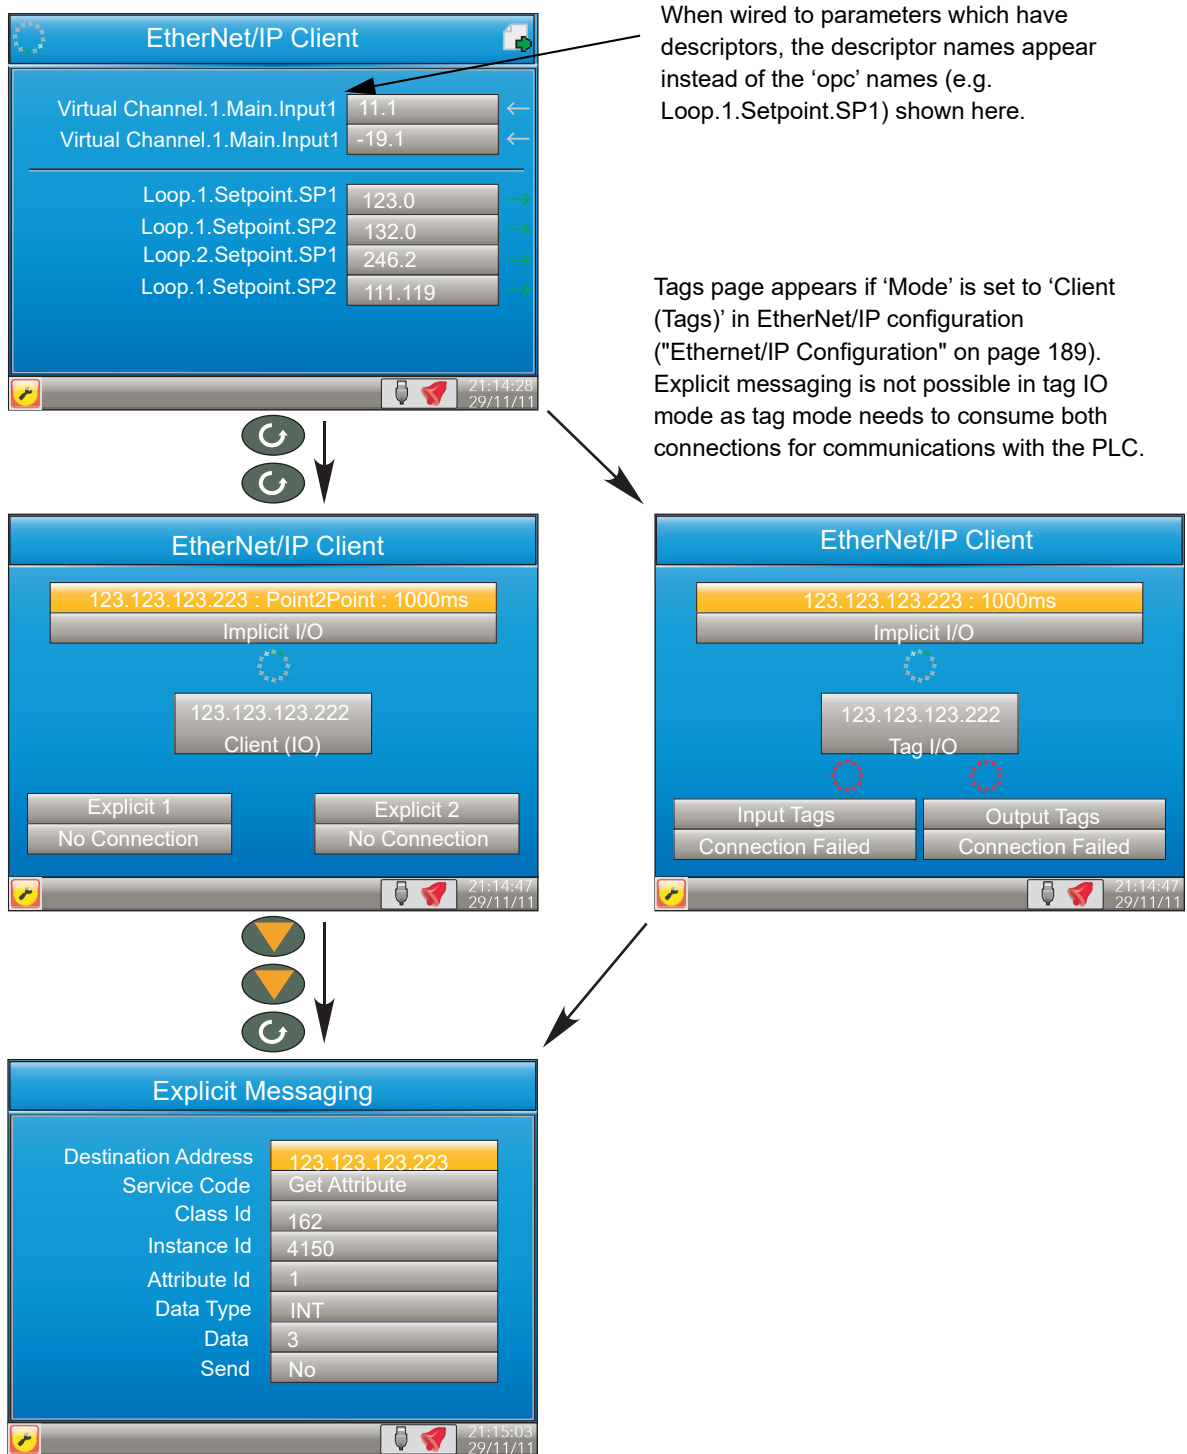 EtherNet/IP Client
Virtual Channel.1.Main.Input1 11.1
Virtual Channel.1.Main.Input1 -19.1
Loop.1.Setpoint.SP1 123.0
Loop.1.Setpoint.SP2 132.0
Loop.2.Setpoint.SP1 246.2
Loop.1.Setpoint.SP2 111.119
21:14:28
29/11/11
When wired to parameters which have
descriptors, the descriptor names appear
instead of the ‘opc’ names (e.g.
Loop.1.Setpoint.SP1) shown here.
Tags page appears if ‘Mode’ is set to ‘Client
(Tags)’ in EtherNet/IP configuration
("Ethernet/IP Configuration" on page 189).
Explicit messaging is not possible in tag IO
mode as tag mode needs to consume both
connections for communications with the PLC.
EtherNet/IP Client
123.123.123.223 : Point2Point : 1000ms
Implicit I/O
123.123.123.222
Client (IO)
Explicit 1
No Connection
Explicit 2
No Connection
21:14:47
29/11/11
EtherNet/IP Client
123.123.123.223 : 1000ms
Implicit I/O
123.123.123.222
Tag I/O
Input Tags
Connection Failed
Output Tags
Connection Failed
21:14:47
29/11/11
Explicit Messaging
Destination Address 123.123.123.223
Service Code Get Attribute
Class Id 162
Instance Id 4150
Attribute Id 1
Data Type INT
Data 3
Send No
21:15:03
29/11/11